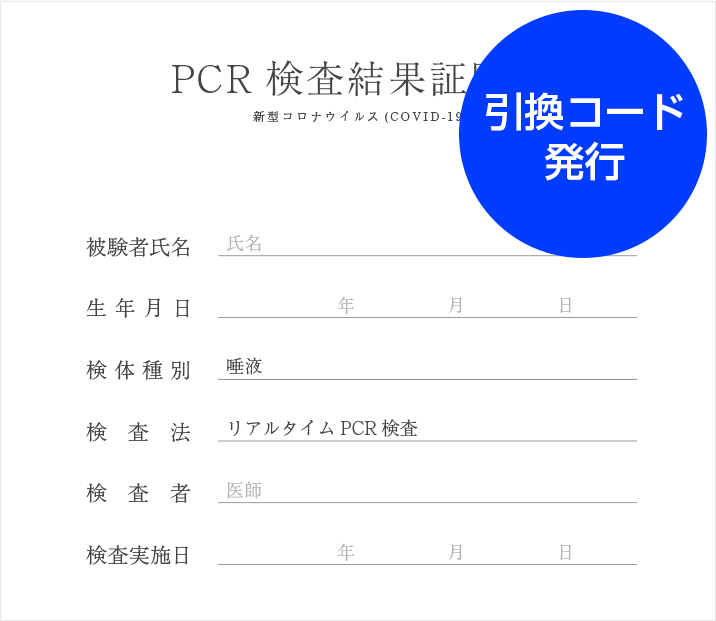 PCR 検査結果証
新型コロナウイルス (COVID-19
引換コード
発行
被験者氏名 氏名
生年月日 年 月 日
検体種別 唾液
検査法 リアルタイム PCR 検査
検査者 医師
検査実施日 年 月 日